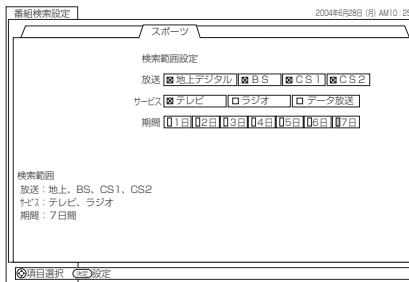 番組検索設定
2004年6月28日 (月) AM10:25
スポーツ
検索範囲設定
放送 地上デジタル BS CS1 CS2
サービス テレビ ラジオ データ放送
期間 1日 2日 3日 4日 5日 6日 7日
検索範囲
放送:地上、BS、CS1、CS2
サービス:テレビ、ラジオ
期間:7日間
項目選択 決定 設定